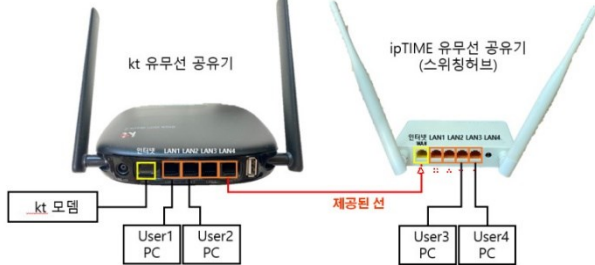 kt 유무선 공유기
ipTIME 유무선 공유기
(스위칭허브)
인터넷 LAN1 LAN2 LAN3 LAN4
인터넷 LAN1 LAN2 LAN3 LAN4
WAN
kt 모뎀
제공된 선
User1
PC
User2
PC
User3
PC
User4
PC